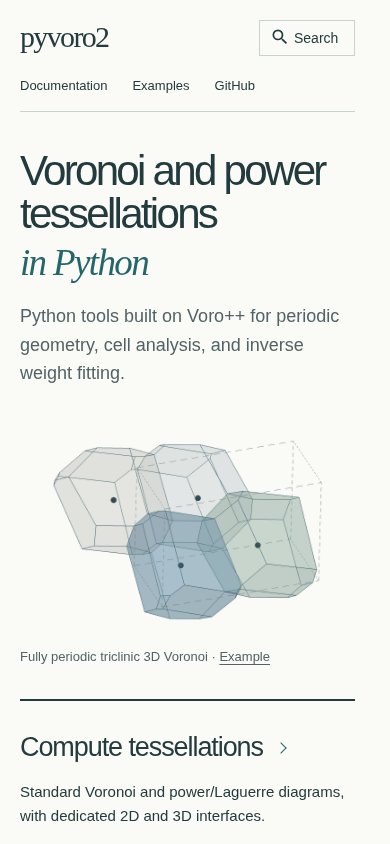 pyvoro2
Search
Documentation Examples GitHub
Voronoi and power
tessellations
in Python
Python tools built on Voro++ for periodic
geometry, cell analysis, and inverse
weight fitting.
Fully periodic triclinic 3D Voronoi · Example
Compute tessellations
Standard Voronoi and power/Laguerre diagrams,
with dedicated 2D and 3D interfaces.